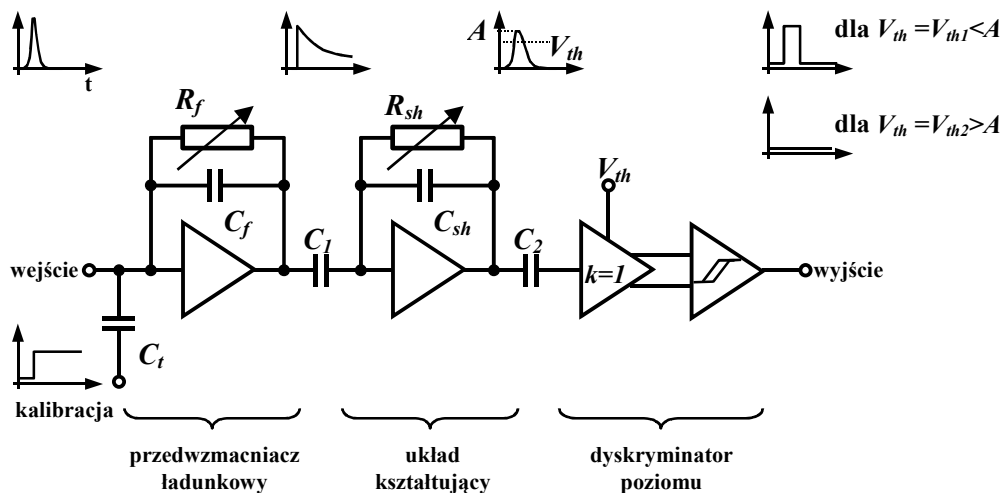 t
A
V_th
dla V_th = V_th1 < A
dla V_th = V_th2 > A
R_f
R_sh
V_th
C_f
C_1
C_sh
C_2
k=1
wejście
wyjście
C_t
kalibracja
przedwzmacniacz
ładunkowy
układ
kształtujący
dyskryminator
poziomu